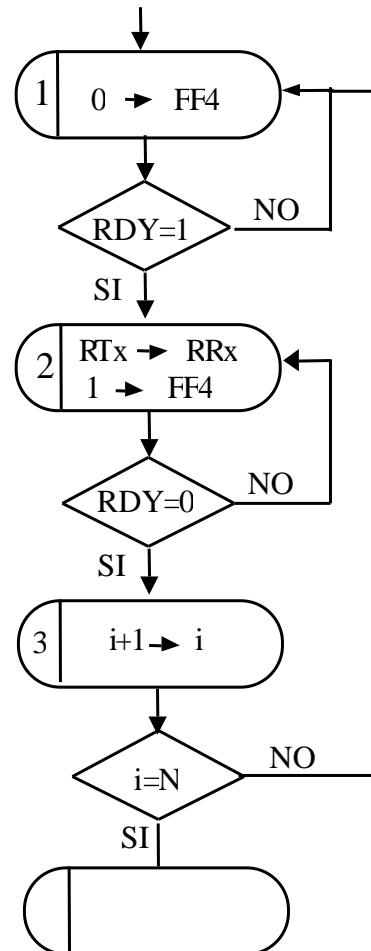 1
0 → FF4
RDY=1
NO
SI
2
RTx → RRx
1 → FF4
RDY=0
NO
SI
3
i+1 → i
i=N
NO
SI